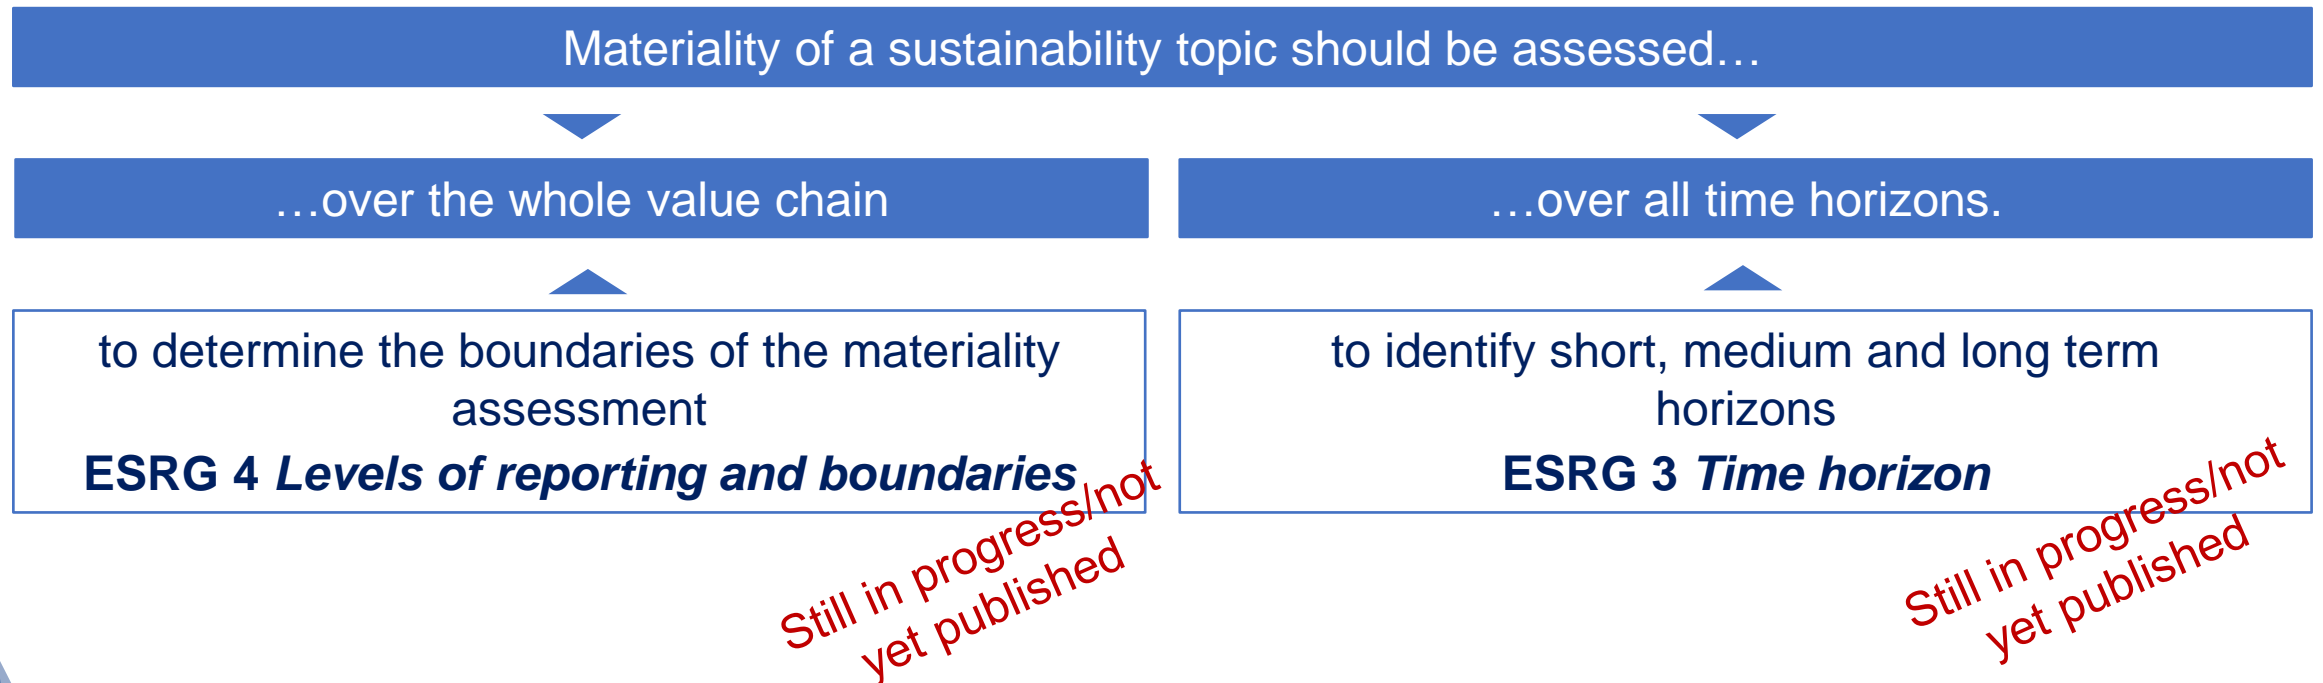 Materiality of a sustainability topic should be assessed…
…over the whole value chain
…over all time horizons.
to determine the boundaries of the materiality
assessment
ESRG 4 Levels of reporting and boundaries
Still in progress/not
yet published
to identify short, medium and long term
horizons
ESRG 3 Time horizon
Still in progress/not
yet published